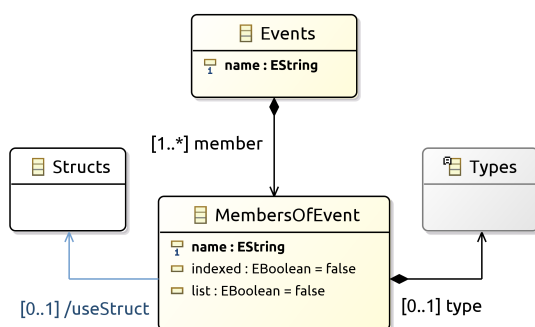 Events
name : EString
[1..*] member
Structs
Types
MembersOfEvent
name : EString
indexed : EBoolean = false
list : EBoolean = false
[0..1] /useStruct
[0..1] type